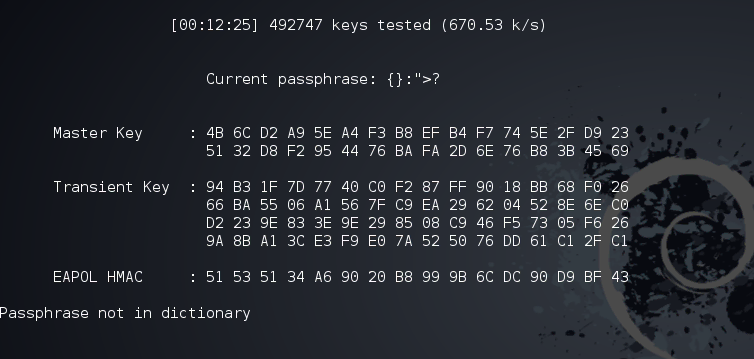 [00:12:25] 492747 keys tested (670.53 k/s)
Current passphrase: {}:">?
Master Key : 4B 6C D2 A9 5E A4 F3 B8 EF B4 F7 74 5E 2F D9 23
51 32 D8 F2 95 44 76 BA FA 2D 6E 76 B8 3B 45 69
Transient Key : 94 B3 1F 7D 77 40 C0 F2 87 FF 90 18 BB 68 F0 26
66 BA 55 06 A1 56 7F C9 EA 29 62 04 52 8E 6E C0
D2 23 9E 83 3E 9E 29 85 08 C9 46 F5 73 05 F6 26
9A 8B A1 3C E3 F9 E0 7A 52 50 76 DD 61 C1 2F C1
EAPOL HMAC : 51 53 51 34 A6 90 20 B8 99 9B 6C DC 90 D9 BF 43
Passphrase not in dictionary